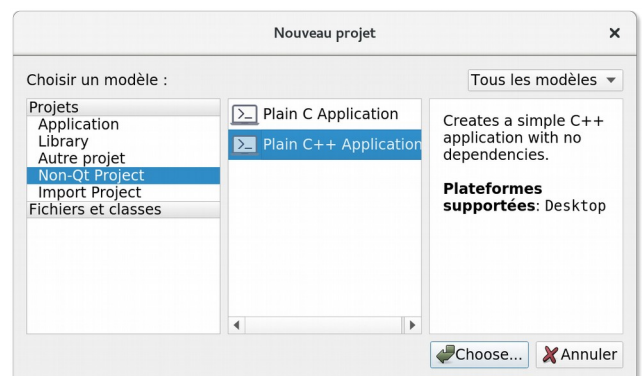 Nouveau projet
Choisir un modèle :
Tous les modèles
Projets
Application
Library
Autre projet
Non-Qt Project
Import Project
Fichiers et classes
Plain C Application
Plain C++ Application
Creates a simple C++
application with no
dependencies.
Plateformes
supportées: Desktop
Choose...
Annuler